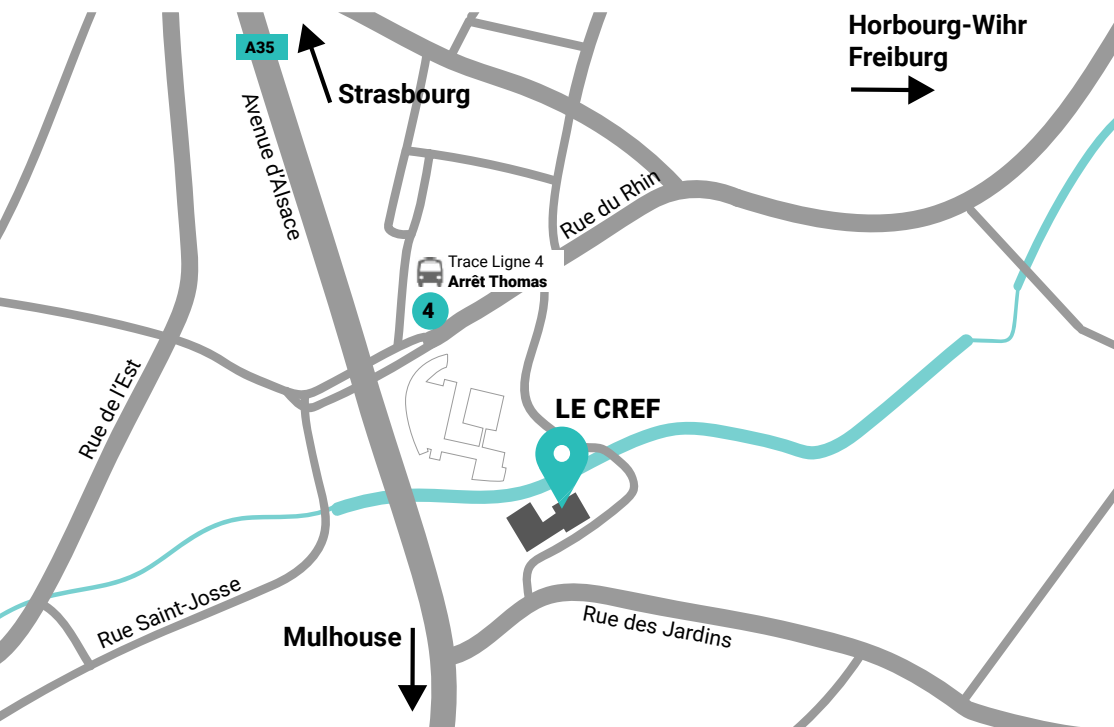 Horbourg-Wihr
Freiburg
A35
Strasbourg
Avenue d'Alsace
Rue du Rhin
Trace Ligne 4
Arrêt Thomas
4
Rue de l'Est
LE CREF
Rue Saint-Josse
Mulhouse
Rue des Jardins